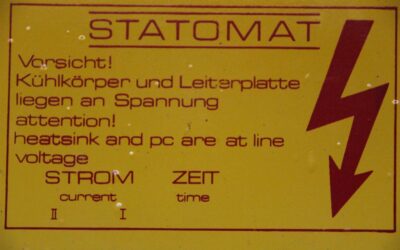 STATOMAT
Vorsicht!
Kühlkörper und Leiterplatte
liegen an Spannung
attention!
heatsink and pc are at line
voltage
STROM ZEIT
current time
II I